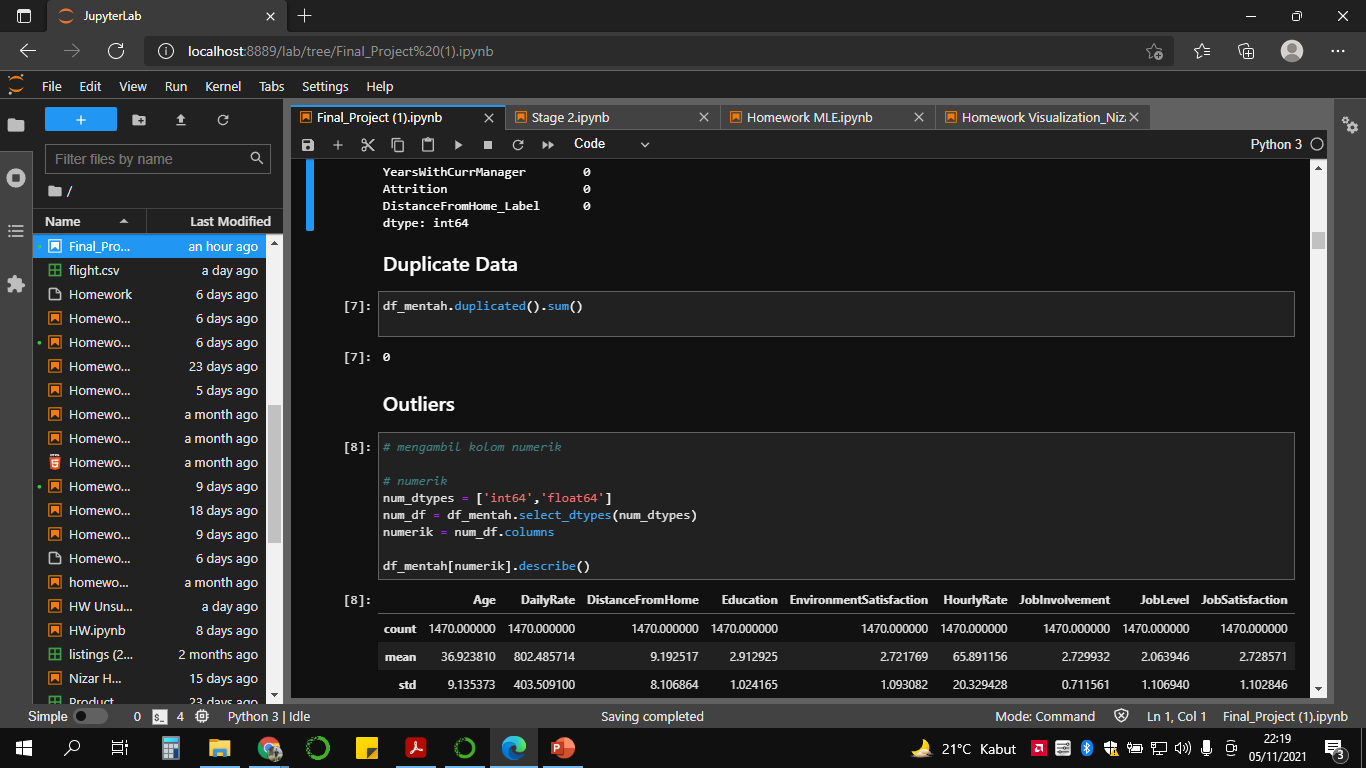 JupyterLab
localhost:8889/lab/tree/Final_Project%20(1).ipynb
File Edit View Run Kernel Tabs Settings Help
Final_Project (1).ipynb
Stage 2.ipynb
Homework MLE.ipynb
Homework Visualization_Niz
Filter files by name
Code
Python 3
/
Name Last Modified
Final_Pro... an hour ago
flight.csv a day ago
Homework 6 days ago
Homewo... 6 days ago
Homewo... 6 days ago
Homewo... 23 days ago
Homewo... 5 days ago
Homewo... a month ago
Homewo... a month ago
Homewo... a month ago
Homewo... 9 days ago
Homewo... 18 days ago
Homewo... 9 days ago
Homewo... 6 days ago
homewo... a month ago
HW Unsu... a day ago
HW.ipynb 8 days ago
listings (2... 2 months ago
Nizar H... 15 days ago
Product 23 days ago
YearsWithCurrManager 0
Attrition 0
DistanceFromHome_Label 0
dtype: int64
Duplicate Data
[7]: df_mentah.duplicated().sum()
[7]: 0
Outliers
[8]: # mengambil kolom numerik
# numerik
num_dtypes = ['int64','float64']
num_df = df_mentah.select_dtypes(num_dtypes)
numerik = num_df.columns
df_mentah[numerik].describe()
[8]: Age DailyRate DistanceFromHome Education EnvironmentSatisfaction HourlyRate JobInvolvement JobLevel JobSatisfaction
count 1470.000000 1470.000000 1470.000000 1470.000000 1470.000000 1470.000000 1470.000000 1470.000000 1470.000000
mean 36.923810 802.485714 9.192517 2.912925 2.721769 65.891156 2.729932 2.063946 2.728571
std 9.135373 403.509100 8.106864 1.024165 1.093082 20.329428 0.711561 1.106940 1.102846
Simple 0 $_ 4 Python 3 | Idle Saving completed Mode: Command Ln 1, Col 1 Final_Project (1).ipynb
21°C Kabut
22:19
05/11/2021
3